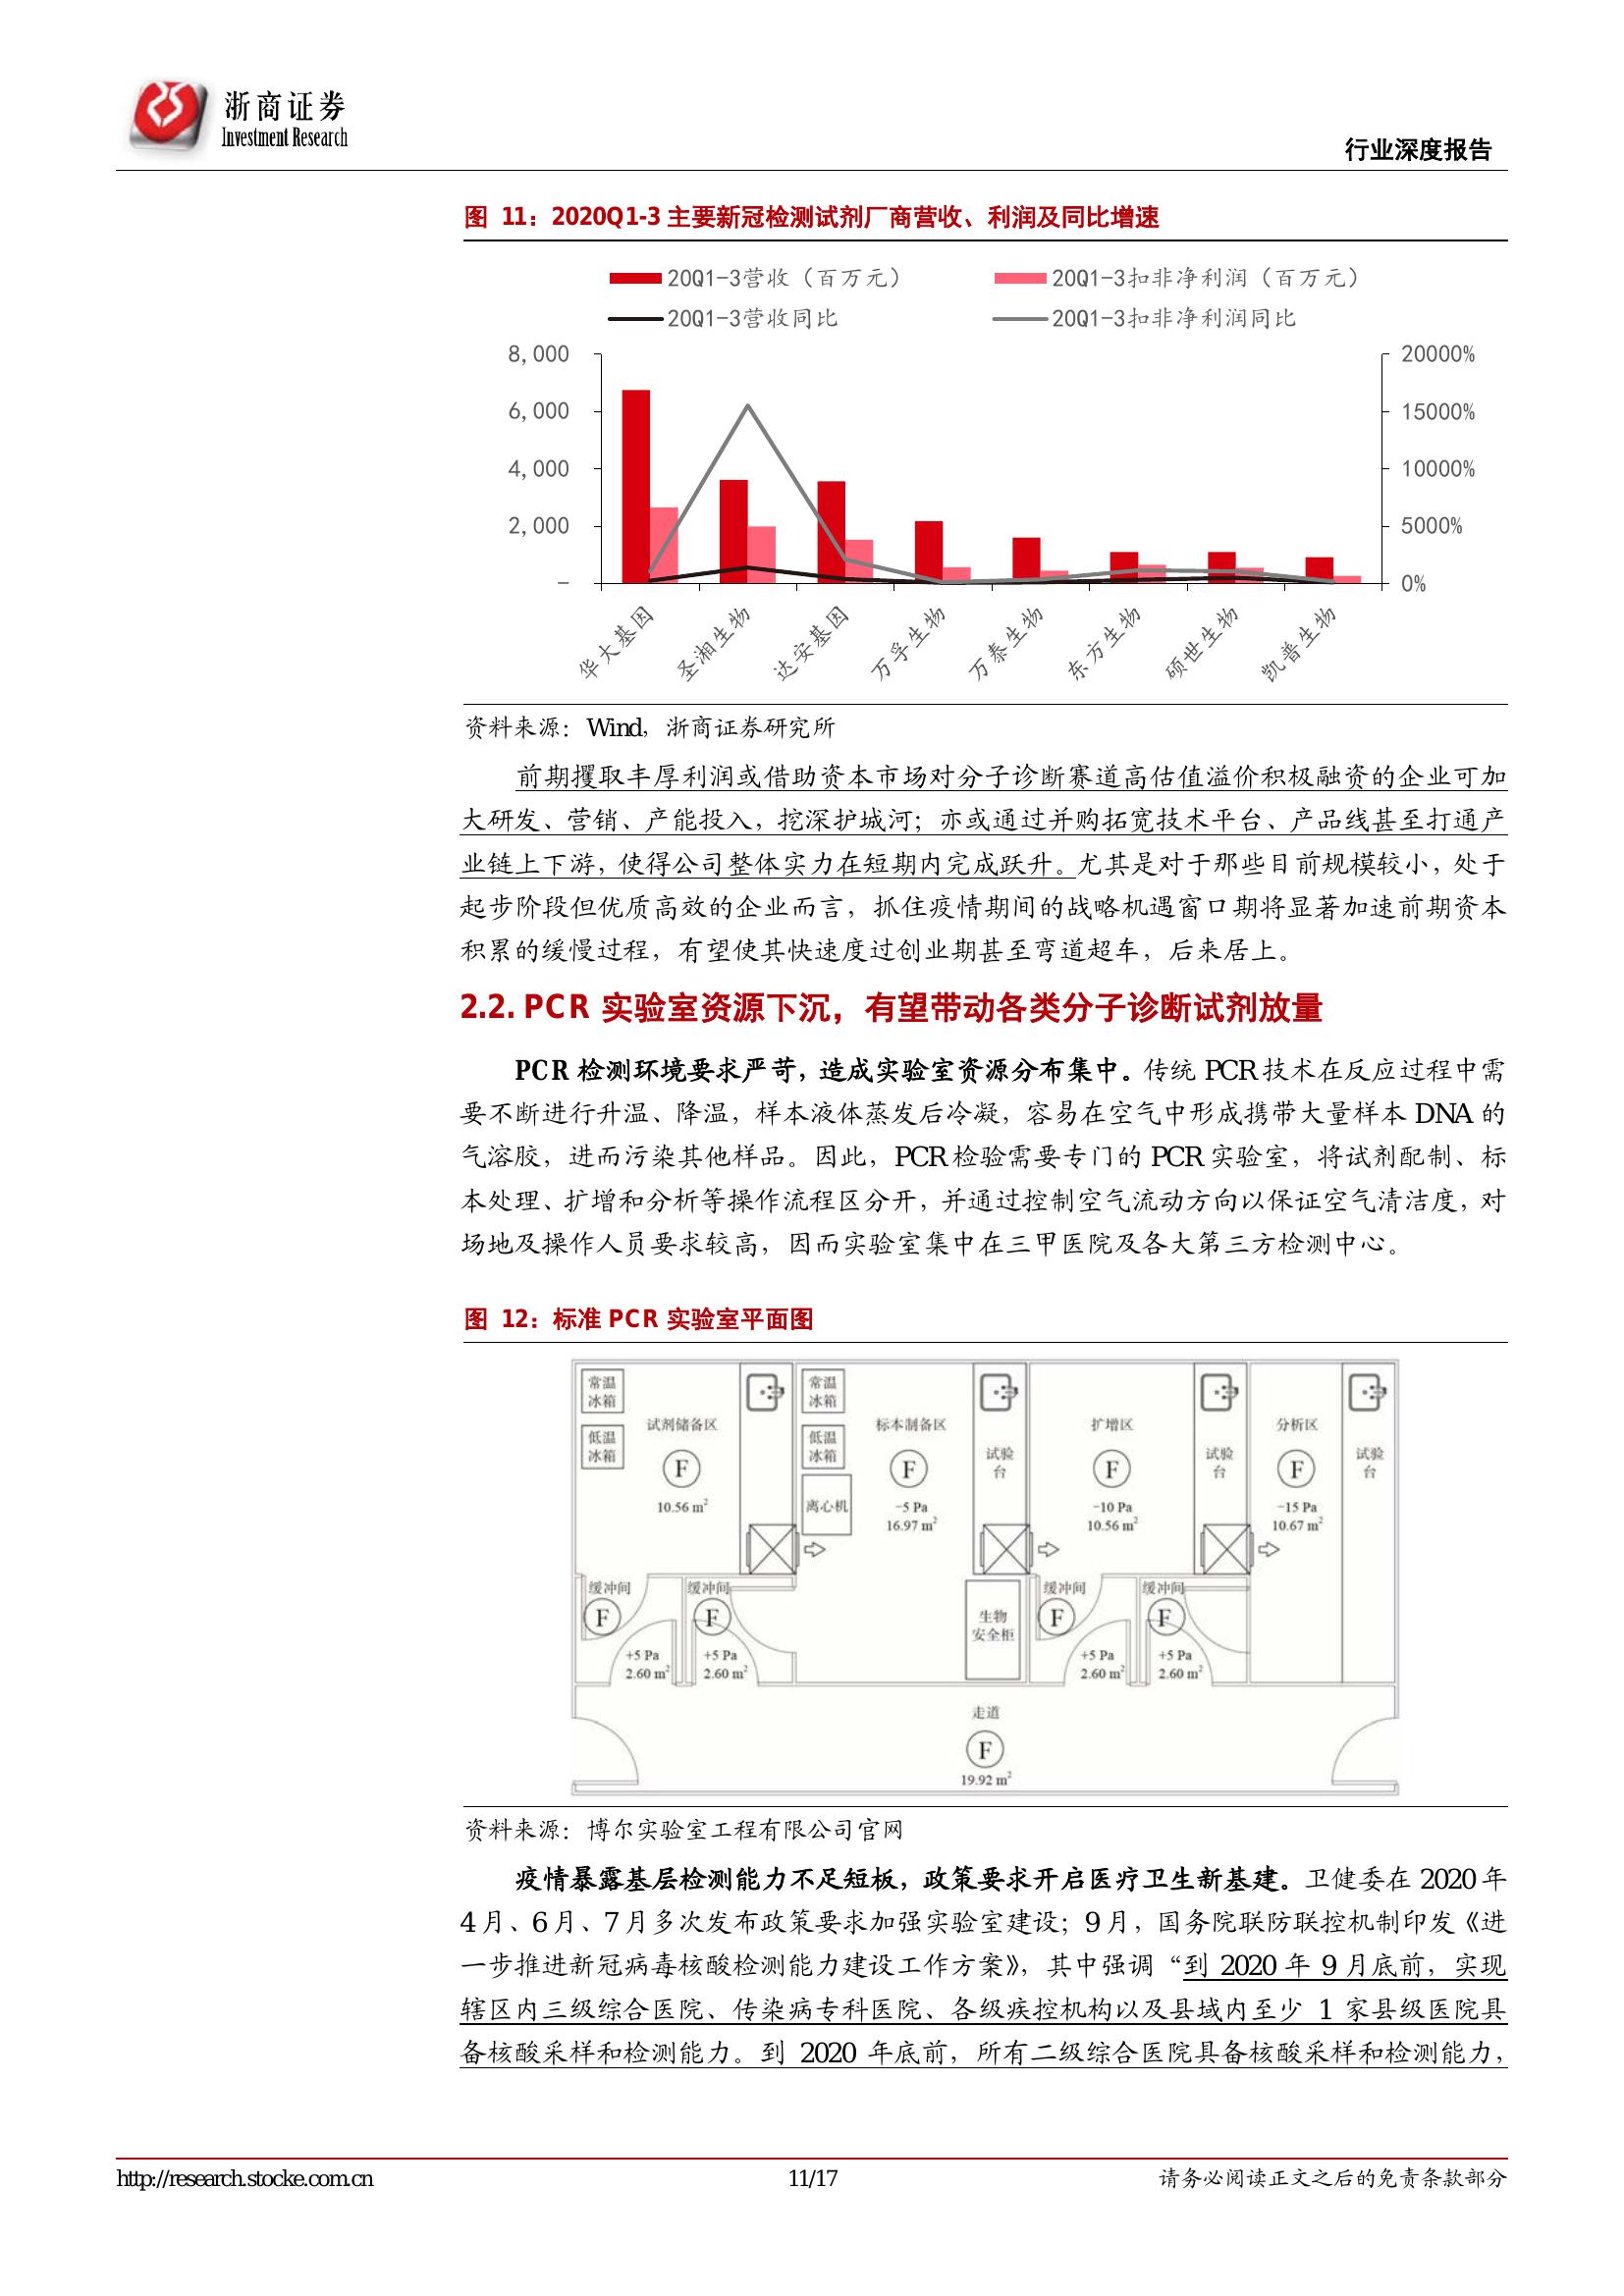 浙商证券
Investment Research
行业深度报告
图 11：2020Q1-3 主要新冠检测试剂厂商营收、利润及同比增速
20Q1-3营收（百万元）
20Q1-3扣非净利润（百万元）
20Q1-3营收同比
20Q1-3扣非净利润同比
8,000
6,000
4,000
2,000
–
20000%
15000%
10000%
5000%
0%
华大基因
圣湘生物
达安基因
万孚生物
万泰生物
东方生物
硕世生物
凯普生物
资料来源：Wind，浙商证券研究所
前期攫取丰厚利润或借助资本市场对分子诊断赛道高估值溢价积极融资的企业可加
大研发、营销、产能投入，挖深护城河；亦或通过并购拓宽技术平台、产品线甚至打通产
业链上下游，使得公司整体实力在短期内完成跃升。尤其是对于那些目前规模较小，处于
起步阶段但优质高效的企业而言，抓住疫情期间的战略机遇窗口期将显著加速前期资本
积累的缓慢过程，有望使其快速度过创业期甚至弯道超车，后来居上。
2.2. PCR 实验室资源下沉，有望带动各类分子诊断试剂放量
PCR 检测环境要求严苛，造成实验室资源分布集中。传统 PCR 技术在反应过程中需
要不断进行升温、降温，样本液体蒸发后冷凝，容易在空气中形成携带大量样本 DNA 的
气溶胶，进而污染其他样品。因此，PCR 检验需要专门的 PCR 实验室，将试剂配制、标
本处理、扩增和分析等操作流程区分开，并通过控制空气流动方向以保证空气清洁度，对
场地及操作人员要求较高，因而实验室集中在三甲医院及各大第三方检测中心。
图 12：标准 PCR 实验室平面图
常温
冰箱
低温
冰箱
试剂储备区
F
10.56 m²
常温
冰箱
低温
冰箱
离心机
标本制备区
F
-5 Pa
16.97 m²
试验
台
扩增区
F
-10 Pa
10.56 m²
试验
台
分析区
F
-15 Pa
10.67 m²
试验
台
缓冲间
F
+5 Pa
2.60 m²
缓冲间
F
+5 Pa
2.60 m²
生物
安全柜
缓冲间
F
+5 Pa
2.60 m²
缓冲间
F
+5 Pa
2.60 m²
走道
F
19.92 m²
资料来源：博尔实验室工程有限公司官网
疫情暴露基层检测能力不足短板，政策要求开启医疗卫生新基建。卫健委在 2020 年
4 月、6 月、7 月多次发布政策要求加强实验室建设；9 月，国务院联防联控机制印发《进
一步推进新冠病毒核酸检测能力建设工作方案》，其中强调“到 2020 年 9 月底前，实现
辖区内三级综合医院、传染病专科医院、各级疾控机构以及县域内至少 1 家县级医院具
备核酸采样和检测能力。到 2020 年底前，所有二级综合医院具备核酸采样和检测能力，
http://research.stocke.com.cn
11/17
请务必阅读正文之后的免责条款部分